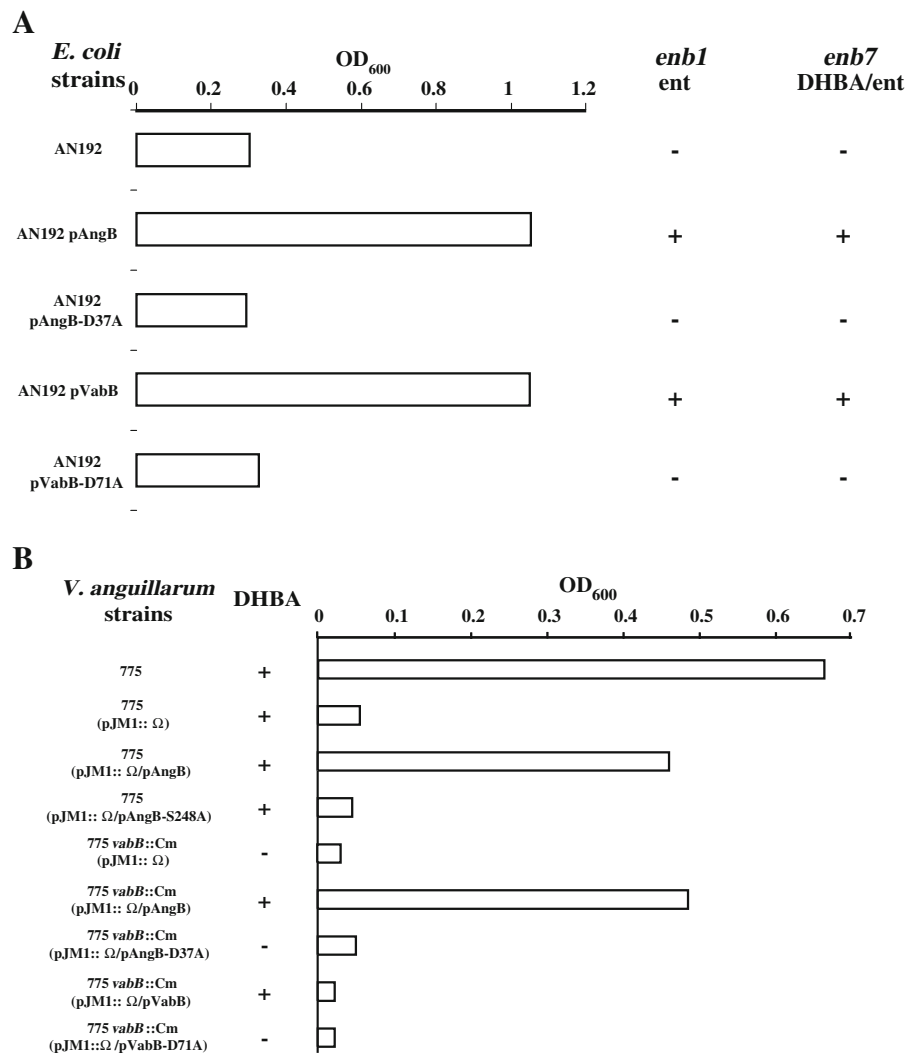 A
E. coli strains
OD600
enb1 ent
enb7 DHBA/ent
0 0.2 0.4 0.6 0.8 1 1.2
AN192 - -
AN192 pAngB + +
AN192
pAngB-D37A - -
AN192 pVabB + +
AN192
pVabB-D71A - -
B
V. anguillarum strains
DHBA
OD600
0 0.1 0.2 0.3 0.4 0.5 0.6 0.7
775 +
775
(pJM1:: Ω) +
775
(pJM1:: Ω/pAngB) +
775
(pJM1:: Ω/pAngB-S248A) +
775 vabB::Cm
(pJM1:: Ω) -
775 vabB::Cm
(pJM1:: Ω/pAngB) +
775 vabB::Cm
(pJM1:: Ω/pAngB-D37A) -
775 vabB::Cm
(pJM1:: Ω/pVabB) +
775 vabB::Cm
(pJM1::Ω/pVabB-D71A) -